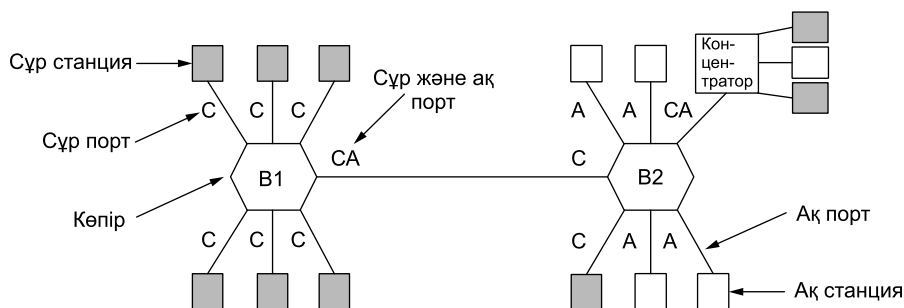 Сұр станция
Сұр порт
Көпір
С
С
С
Сұр және ақ
порт
СА
В1
С
С
С
А
А
СА
Кон-
цен-
тратор
С
В2
С
А
А
Ақ порт
Ақ станция